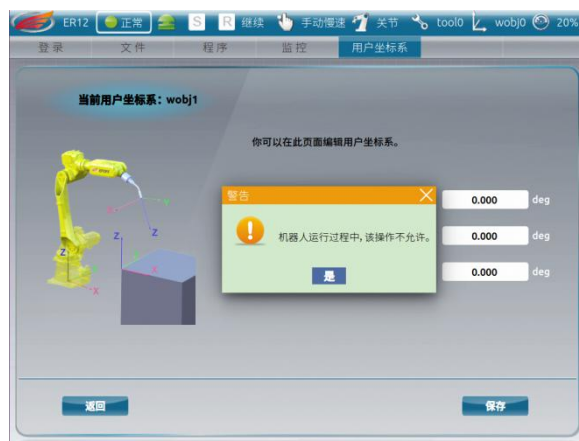 ER12 正常 S R 继续 手动慢速 关节 tool0 wobj0 20%
登录 文件 程序 监控 用户坐标系
当前用户坐标系：wobj1
你可以在此页面编辑用户坐标系。
警告
机器人运行过程中，该操作不允许。
是
0.000 deg
0.000 deg
0.000 deg
Z
Z
Z
X
X
返回 保存